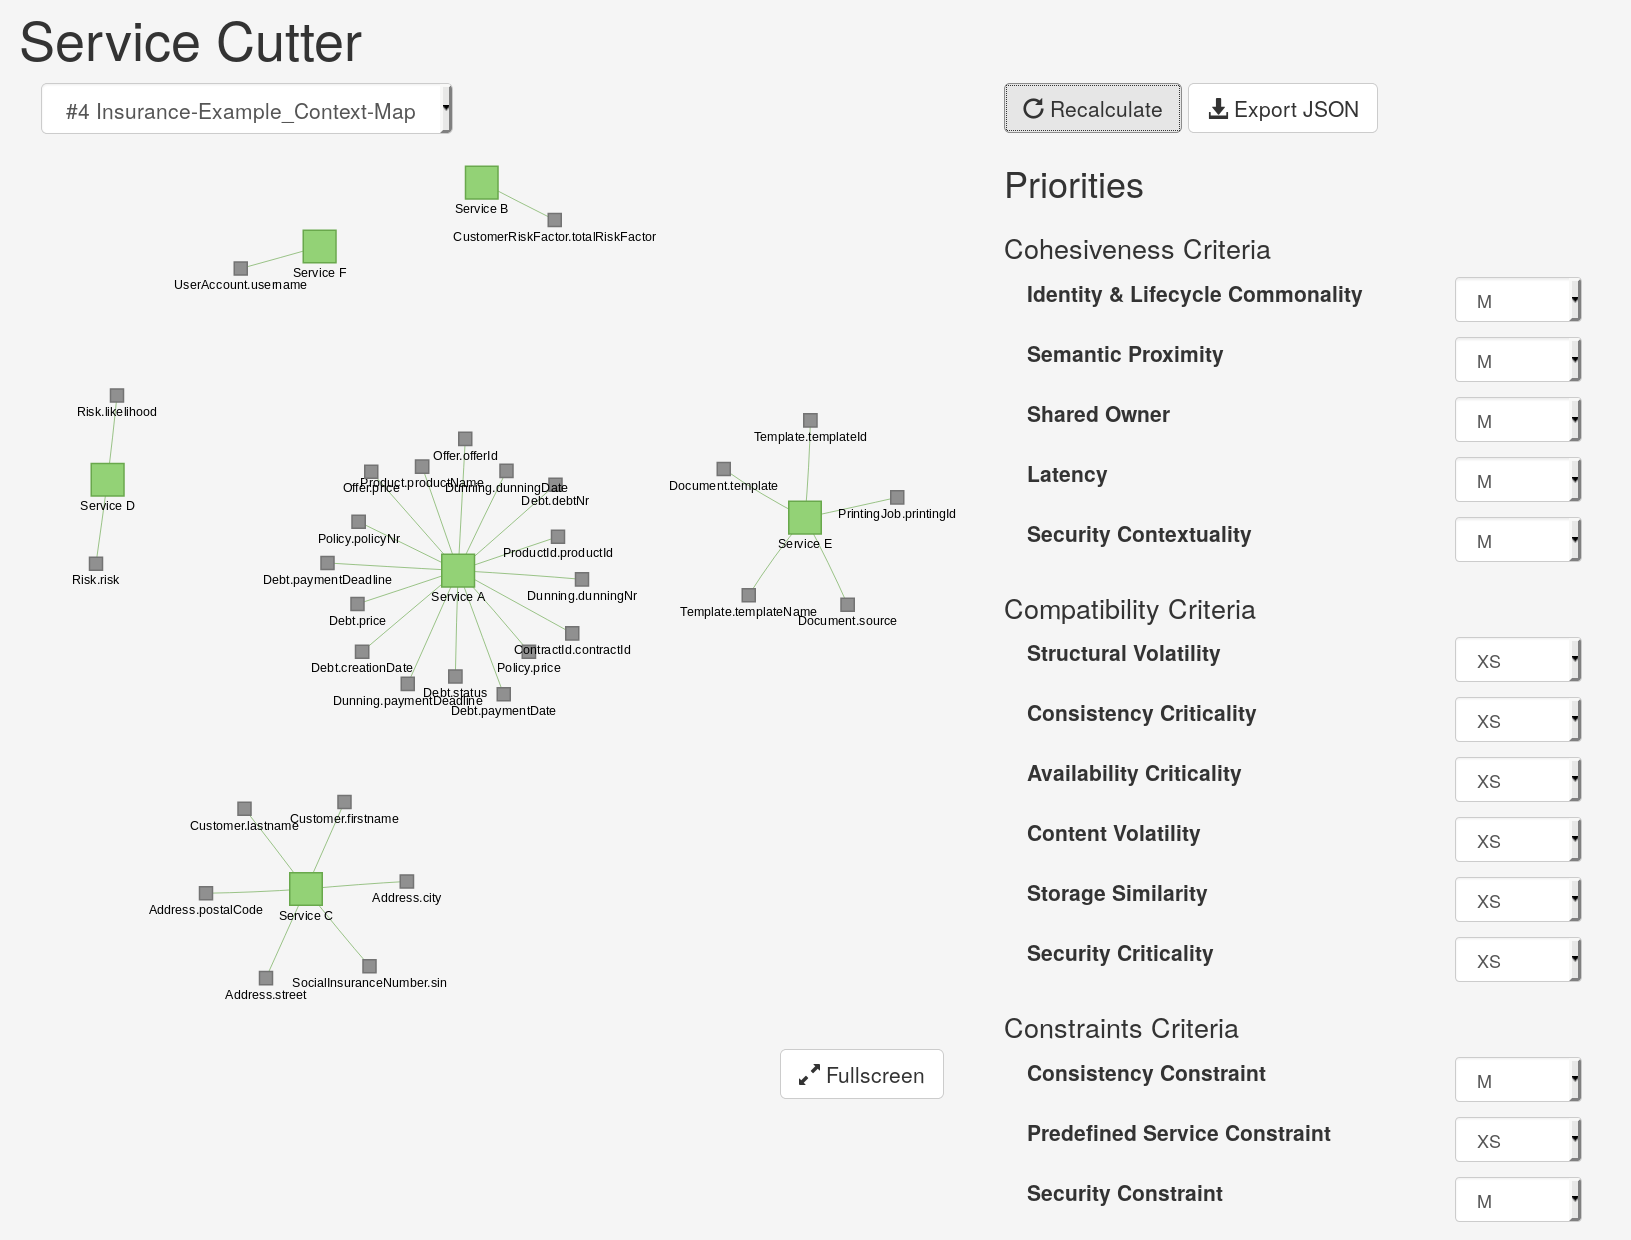 Service Cutter
#4 Insurance-Example_Context-Map
Recalculate
Export JSON
Service B
CustomerRiskFactor.totalRiskFactor
Service F
UserAccount.username
Risk.likelihood
Service D
Risk.risk
Offer.offerId
Product.productName
Offer.price
Dunning.dunningDate
Debt.debtNr
Policy.policyNr
ProductId.productId
Debt.paymentDeadline
Service A
Dunning.dunningNr
Debt.price
ContractId.contractId
Debt.creationDate
Policy.price
Debt.status
Dunning.paymentDeadline
Debt.paymentDate
Template.templateId
Document.template
PrintingJob.printingId
Service E
Template.templateName
Document.source
Customer.firstname
Customer.lastname
Address.city
Address.postalCode
Service C
SocialInsuranceNumber.sin
Address.street
Fullscreen
Priorities
Cohesiveness Criteria
Identity & Lifecycle Commonality M
Semantic Proximity M
Shared Owner M
Latency M
Security Contextuality M
Compatibility Criteria
Structural Volatility XS
Consistency Criticality XS
Availability Criticality XS
Content Volatility XS
Storage Similarity XS
Security Criticality XS
Constraints Criteria
Consistency Constraint M
Predefined Service Constraint XS
Security Constraint M